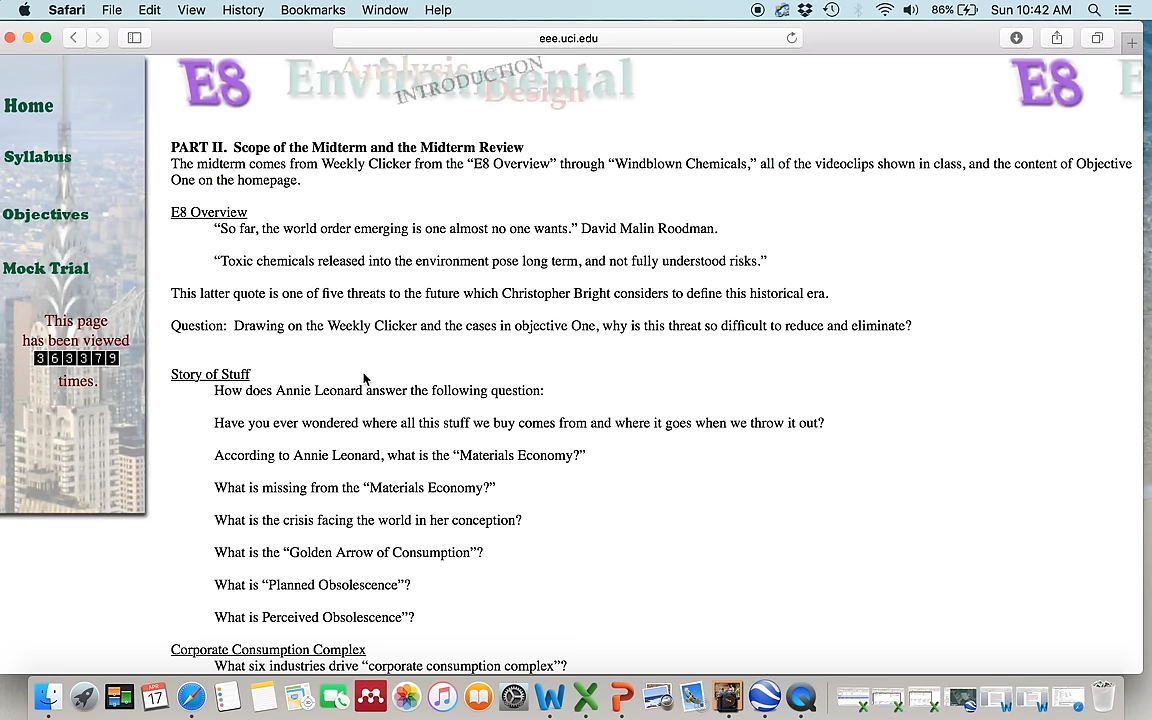 Safari File Edit View History Bookmarks Window Help 86% Sun 10:42 AM
eee.uci.edu
E8 Environmental Analysis Design INTRODUCTION E8 E
Home
Syllabus
Objectives
Mock Trial
This page
has been viewed
363379
times.
PART II. Scope of the Midterm and the Midterm Review
The midterm comes from Weekly Clicker from the “E8 Overview” through “Windblown Chemicals,” all of the videoclips shown in class, and the content of Objective
One on the homepage.
E8 Overview
“So far, the world order emerging is one almost no one wants.” David Malin Roodman.
“Toxic chemicals released into the environment pose long term, and not fully understood risks.”
This latter quote is one of five threats to the future which Christopher Bright considers to define this historical era.
Question: Drawing on the Weekly Clicker and the cases in objective One, why is this threat so difficult to reduce and eliminate?
Story of Stuff
How does Annie Leonard answer the following question:
Have you ever wondered where all this stuff we buy comes from and where it goes when we throw it out?
According to Annie Leonard, what is the “Materials Economy?”
What is missing from the “Materials Economy?”
What is the crisis facing the world in her conception?
What is the “Golden Arrow of Consumption”?
What is “Planned Obsolescence”?
What is Perceived Obsolescence”?
Corporate Consumption Complex
What six industries drive “corporate consumption complex”?
APR
17